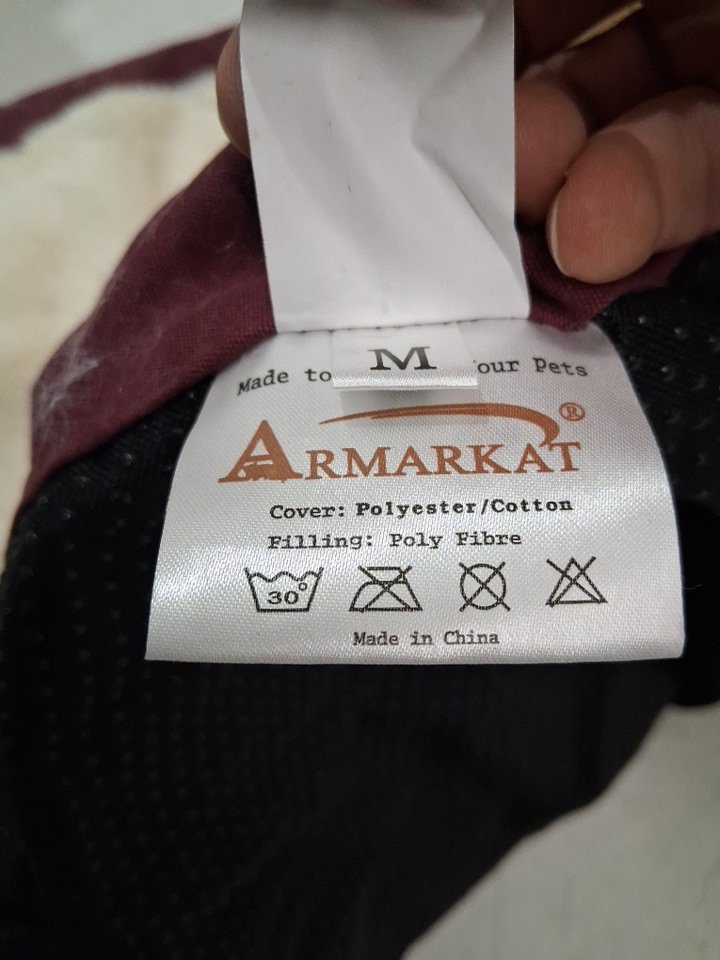 M
Made to our Pets
ARMARKAT®
Cover: Polyester/Cotton
Filling: Poly Fibre
30°
Made in China